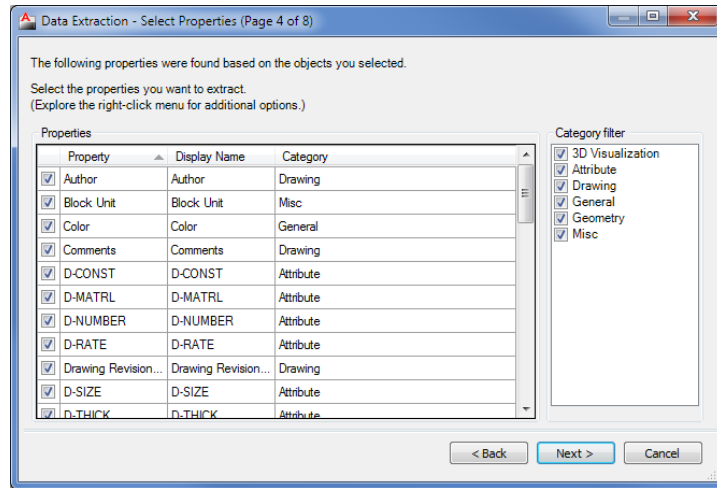 Data Extraction - Select Properties (Page 4 of 8)
The following properties were found based on the objects you selected.
Select the properties you want to extract.
(Explore the right-click menu for additional options.)
Properties
Property Display Name Category
Author Author Drawing
Block Unit Block Unit Misc
Color Color General
Comments Comments Drawing
D-CONST D-CONST Attribute
D-MATRL D-MATRL Attribute
D-NUMBER D-NUMBER Attribute
D-RATE D-RATE Attribute
Drawing Revision... Drawing Revision... Drawing
D-SIZE D-SIZE Attribute
D-THICK D-THICK Attribute
Category filter
3D Visualization
Attribute
Drawing
General
Geometry
Misc
< Back Next > Cancel